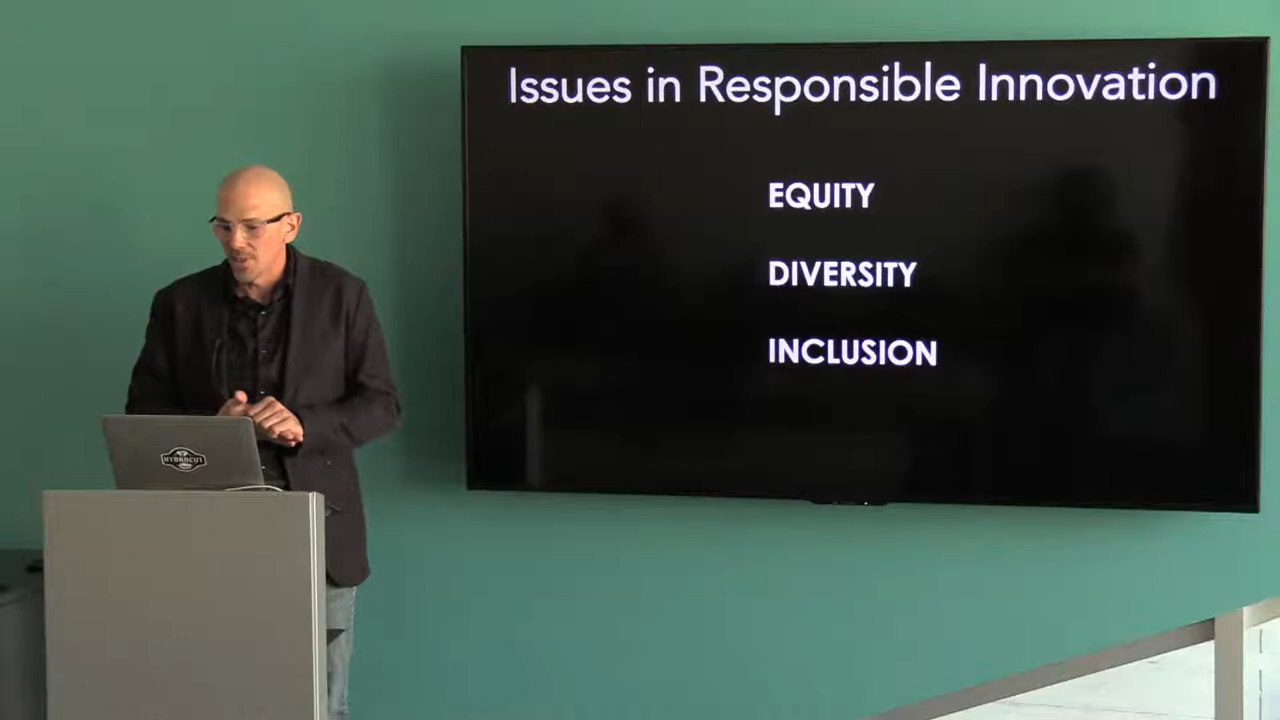 Issues in Responsible Innovation
EQUITY
DIVERSITY
INCLUSION
HYDROCUT